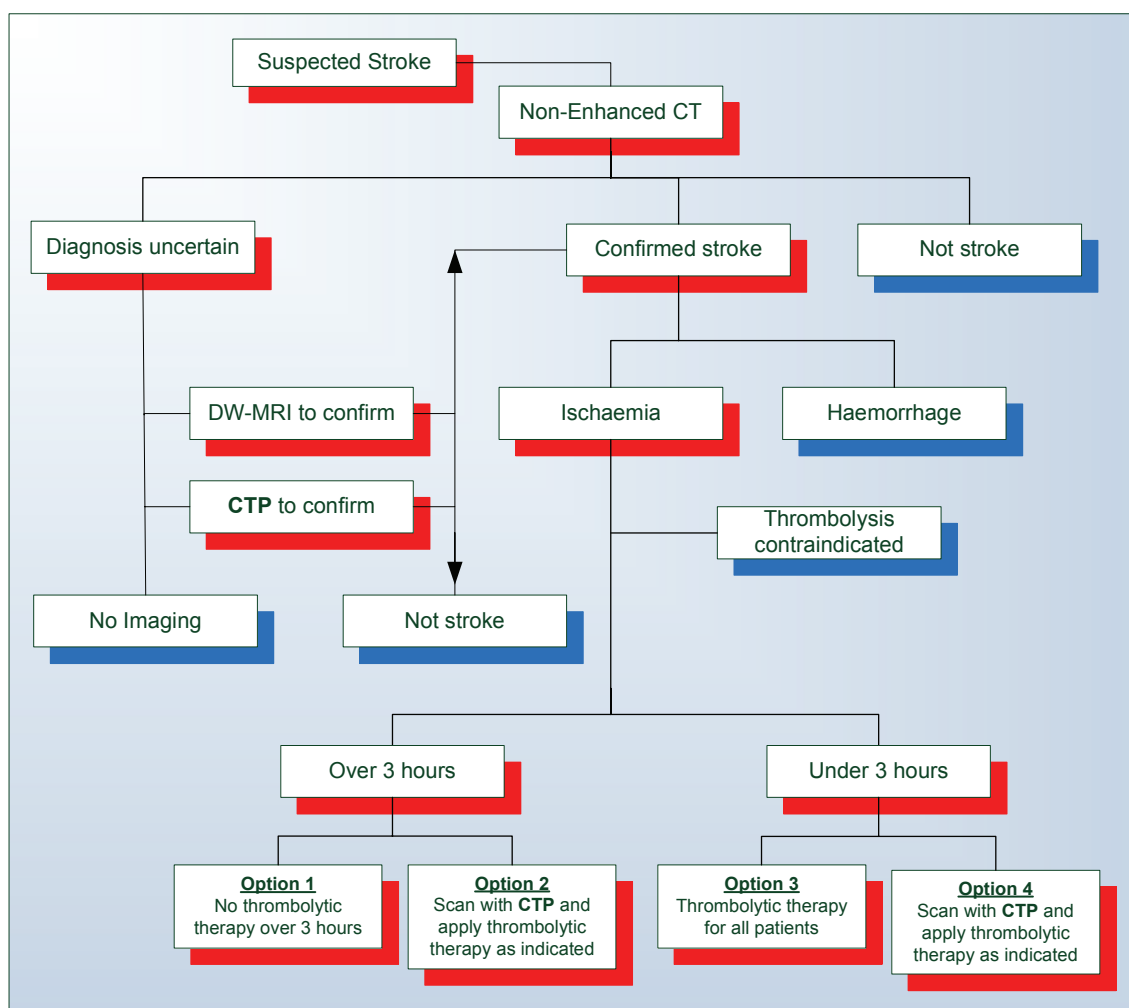 Suspected Stroke
Non-Enhanced CT
Diagnosis uncertain
Confirmed stroke
Not stroke
DW-MRI to confirm
Ischaemia
Haemorrhage
CTP to confirm
Thrombolysis
contraindicated
No Imaging
Not stroke
Over 3 hours
Under 3 hours
Option 1
No thrombolytic
therapy over 3 hours
Option 2
Scan with CTP and
apply thrombolytic
therapy as indicated
Option 3
Thrombolytic therapy
for all patients
Option 4
Scan with CTP and
apply thrombolytic
therapy as indicated